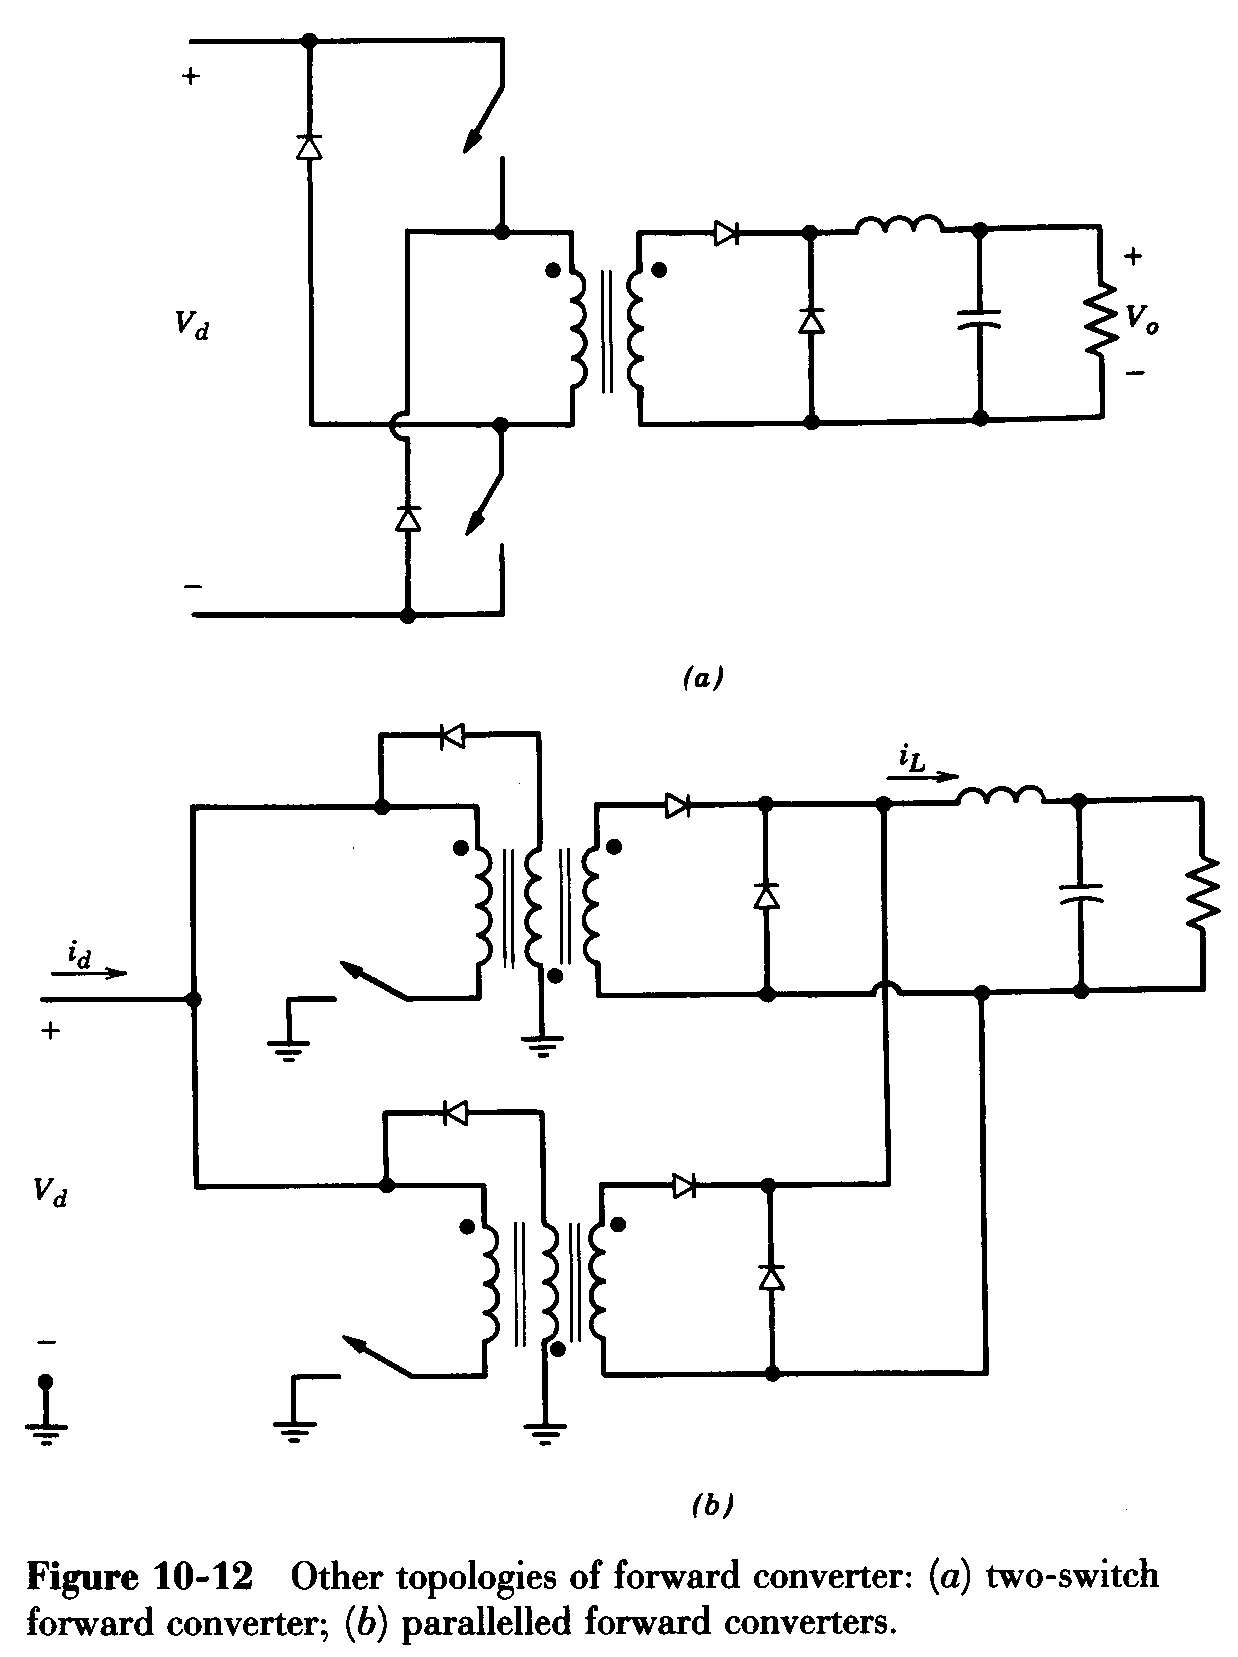 +
V_d
−
+
V_o
−
(a)
i_L
i_d
+
V_d
−
(b)
Figure 10-12 Other topologies of forward converter: (a) two-switch
forward converter; (b) parallelled forward converters.